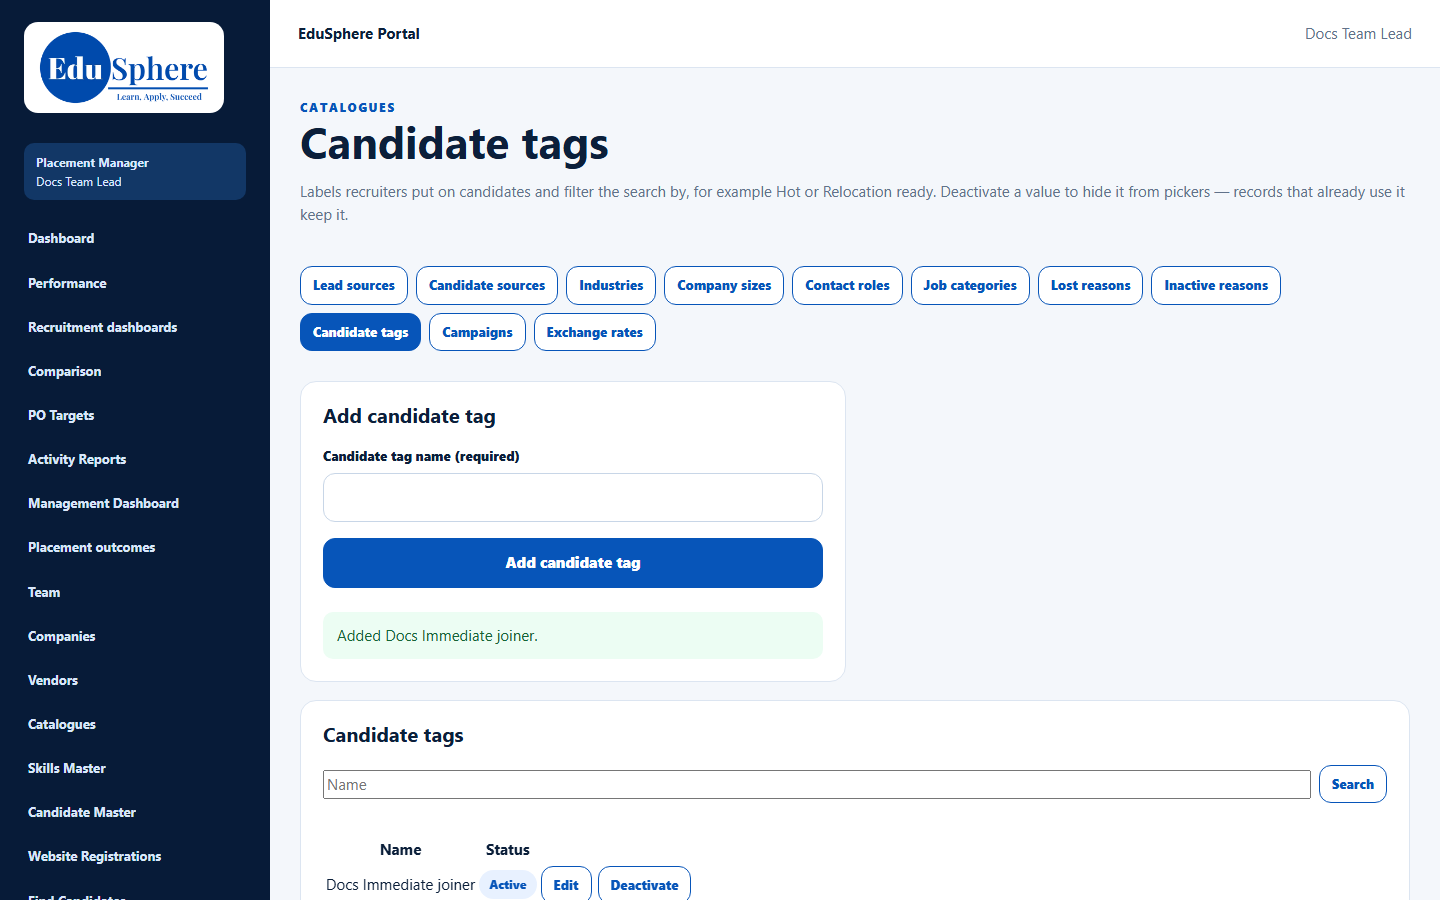 EduSphere
Learn. Apply, Succeed
Placement Manager
Docs Team Lead
Dashboard
Performance
Recruitment dashboards
Comparison
PO Targets
Activity Reports
Management Dashboard
Placement outcomes
Team
Companies
Vendors
Catalogues
Skills Master
Candidate Master
Website Registrations
Find Candidates
EduSphere Portal
Docs Team Lead
CATALOGUES
Candidate tags
Labels recruiters put on candidates and filter the search by, for example Hot or Relocation ready. Deactivate a value to hide it from pickers — records that already use it
keep it.
Lead sources
Candidate sources
Industries
Company sizes
Contact roles
Job categories
Lost reasons
Inactive reasons
Candidate tags
Campaigns
Exchange rates
Add candidate tag
Candidate tag name (required)
Add candidate tag
Added Docs Immediate joiner.
Candidate tags
Name
Search
Name Status
Docs Immediate joiner Active Edit Deactivate